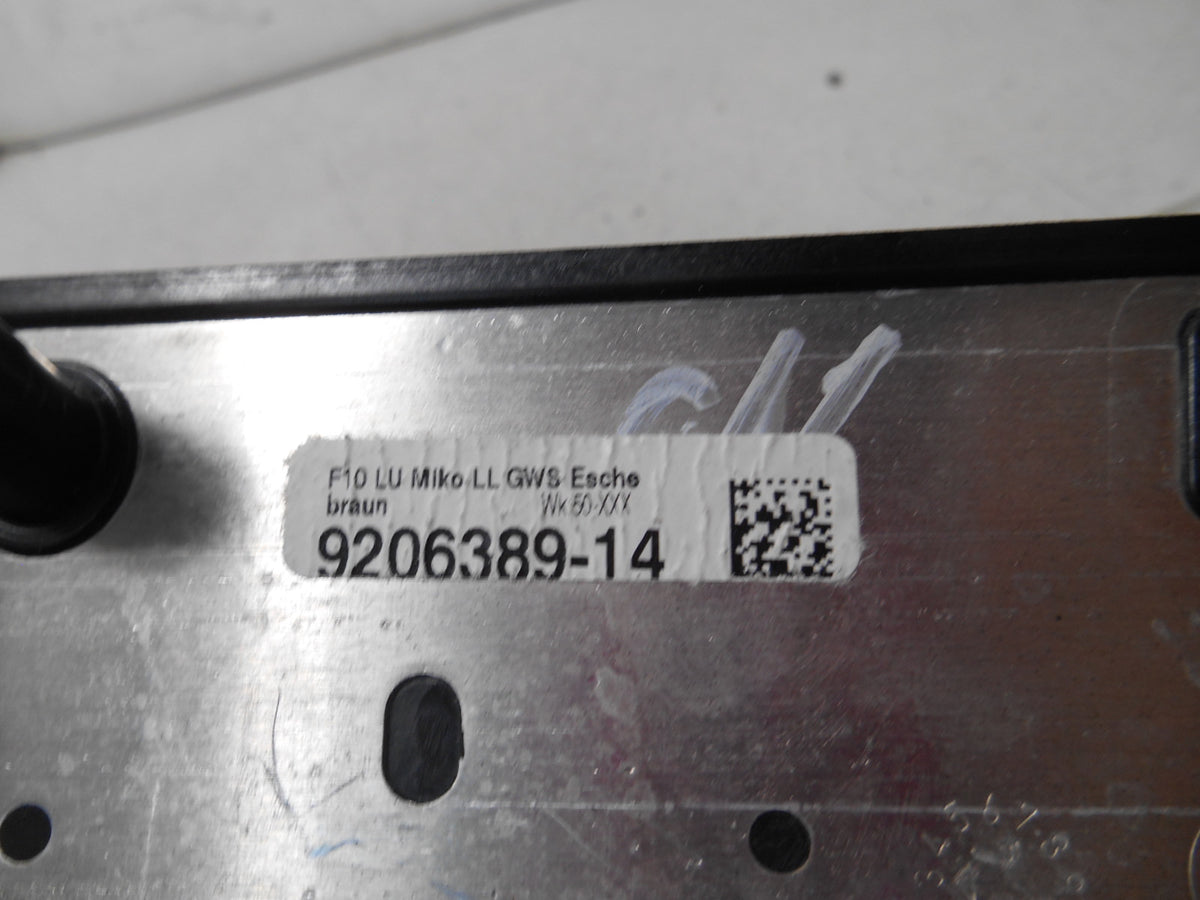 F10 LU Miko LL GWS Esche
braun Wk 50-XXX
9206389-14